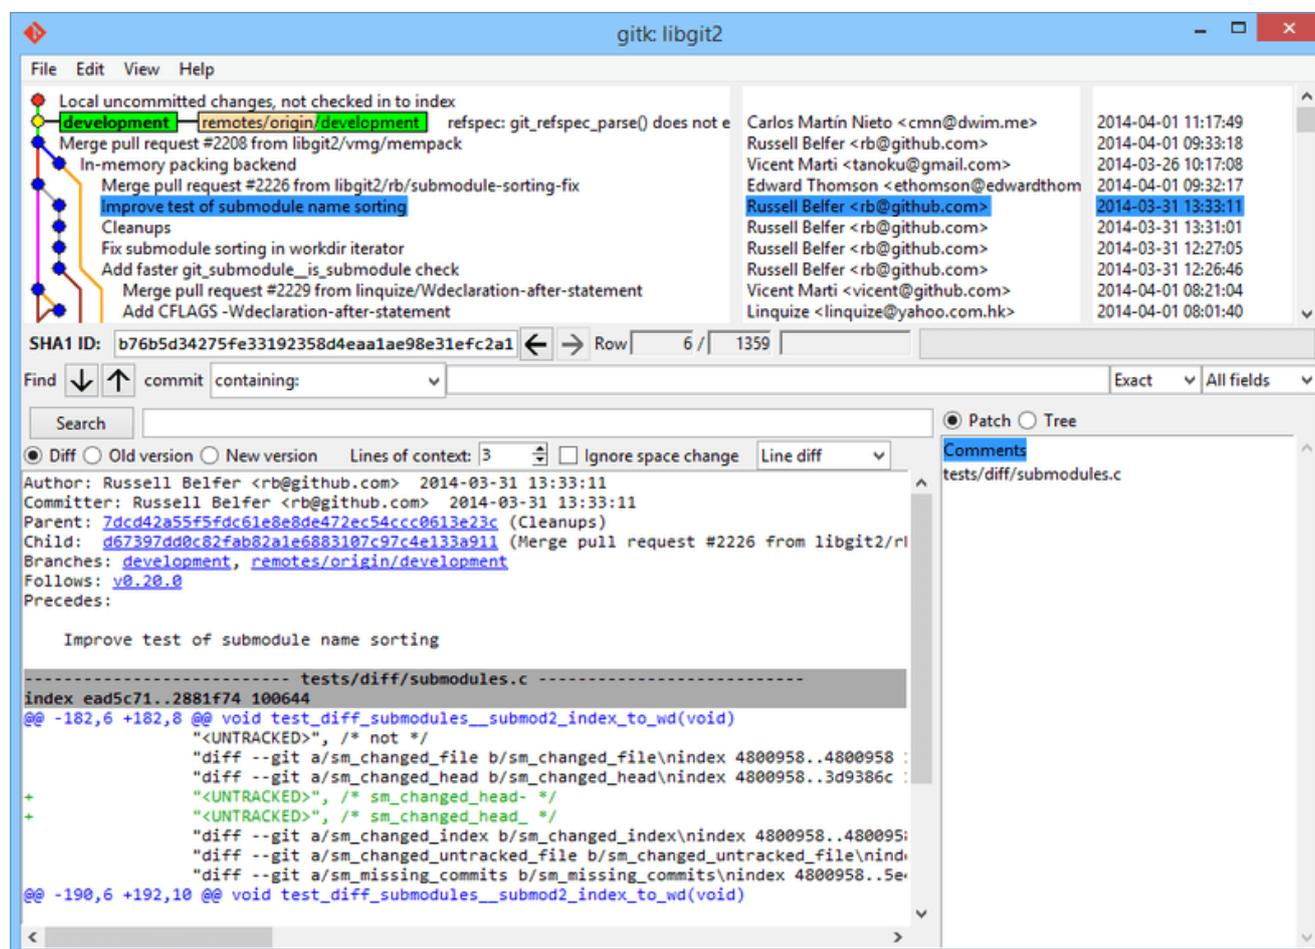 gitk: libgit2
File Edit View Help
Local uncommitted changes, not checked in to index
development remotes/origin/development refspec: git_refspec_parse() does not e Carlos Martín Nieto <cmn@dwim.me> 2014-04-01 11:17:49
Merge pull request #2208 from libgit2/vmg/mempack Russell Belfer <rb@github.com> 2014-04-01 09:33:18
In-memory packing backend Vicent Marti <tanoku@gmail.com> 2014-03-26 10:17:08
Merge pull request #2226 from libgit2/rb/submodule-sorting-fix Edward Thomson <ethomson@edwardthom 2014-04-01 09:32:17
Improve test of submodule name sorting Russell Belfer <rb@github.com> 2014-03-31 13:33:11
Cleanups Russell Belfer <rb@github.com> 2014-03-31 13:31:01
Fix submodule sorting in workdir iterator Russell Belfer <rb@github.com> 2014-03-31 12:27:05
Add faster git_submodule__is_submodule check Russell Belfer <rb@github.com> 2014-03-31 12:26:46
Merge pull request #2229 from linquize/Wdeclaration-after-statement Vicent Marti <vicent@github.com> 2014-04-01 08:21:04
Add CFLAGS -Wdeclaration-after-statement Linquize <linquize@yahoo.com.hk> 2014-04-01 08:01:40
SHA1 ID: b76b5d34275fe33192358d4eaa1ae98e31efc2a1 Row 6 / 1359
Find commit containing: Exact All fields
Search Patch Tree
Diff Old version New version Lines of context: 3 Ignore space change Line diff
Comments
tests/diff/submodules.c
Author: Russell Belfer <rb@github.com> 2014-03-31 13:33:11
Committer: Russell Belfer <rb@github.com> 2014-03-31 13:33:11
Parent: 7dcd42a55f5fdc61e8e8de472ec54ccc0613e23c (Cleanups)
Child: d67397dd0c82fab82a1e6883107c97c4e133a911 (Merge pull request #2226 from libgit2/rl
Branches: development, remotes/origin/development
Follows: v0.20.0
Precedes:
Improve test of submodule name sorting
--------------------------- tests/diff/submodules.c ---------------------------
index ead5c71..2881f74 100644
@@ -182,6 +182,8 @@ void test_diff_submodules__submod2_index_to_wd(void)
"<UNTRACKED>", /* not */
"diff --git a/sm_changed_file b/sm_changed_file\nindex 4800958..4800958
"diff --git a/sm_changed_head b/sm_changed_head\nindex 4800958..3d9386c
+ "<UNTRACKED>", /* sm_changed_head- */
+ "<UNTRACKED>", /* sm_changed_head_ */
"diff --git a/sm_changed_index b/sm_changed_index\nindex 4800958..480095
"diff --git a/sm_changed_untracked_file b/sm_changed_untracked_file\nind
"diff --git a/sm_missing_commits b/sm_missing_commits\nindex 4800958..5e
@@ -190,6 +192,10 @@ void test_diff_submodules__submod2_index_to_wd(void)